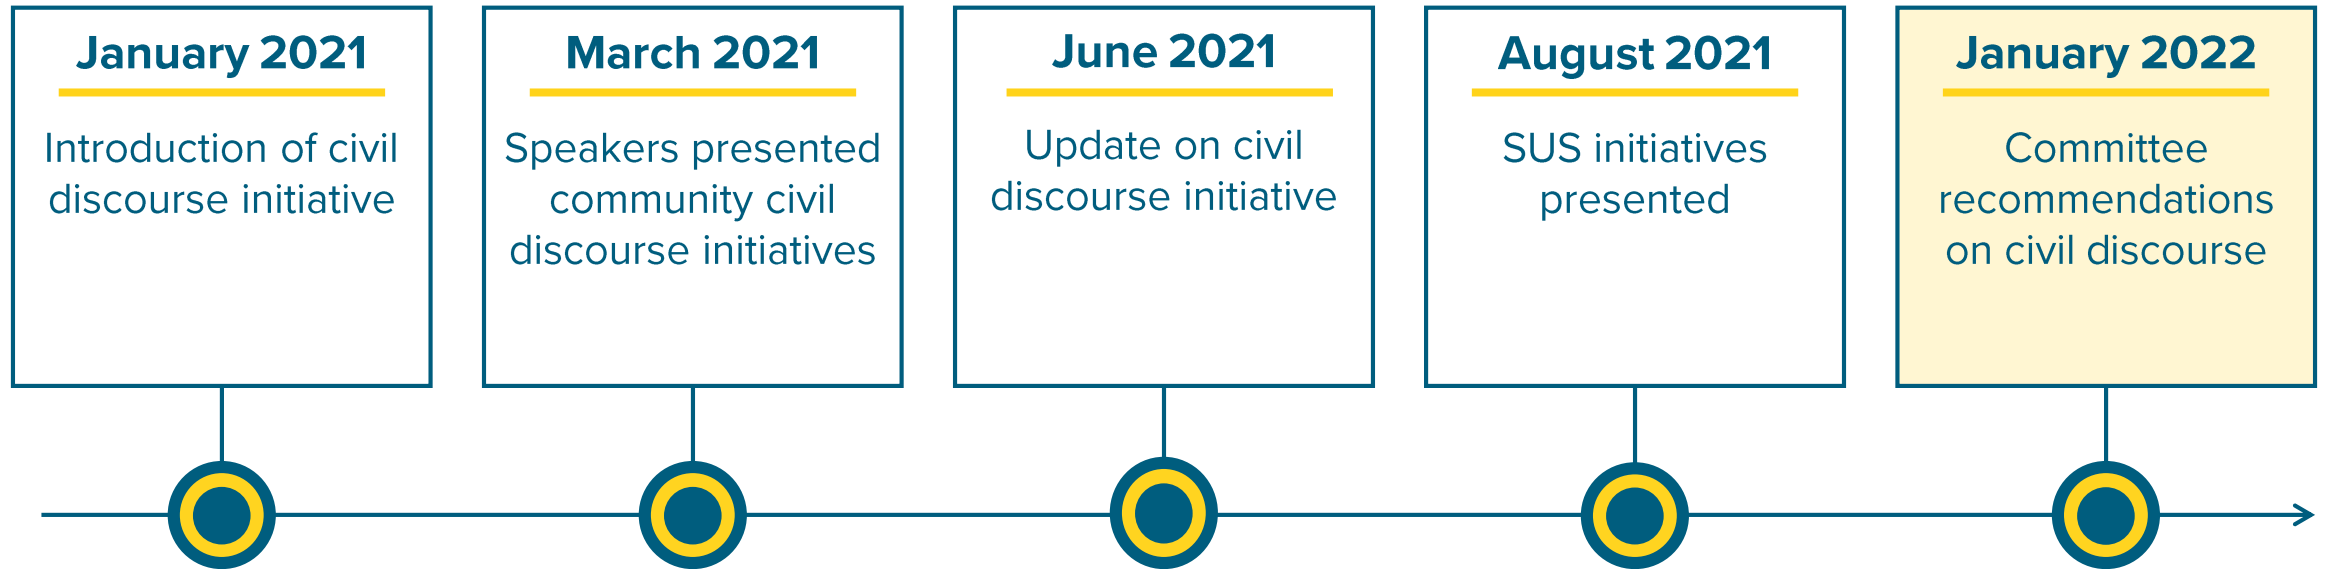 January 2021
Introduction of civil
discourse initiative
March 2021
Speakers presented
community civil
discourse initiatives
June 2021
Update on civil
discourse initiative
August 2021
SUS initiatives
presented
January 2022
Committee
recommendations
on civil discourse